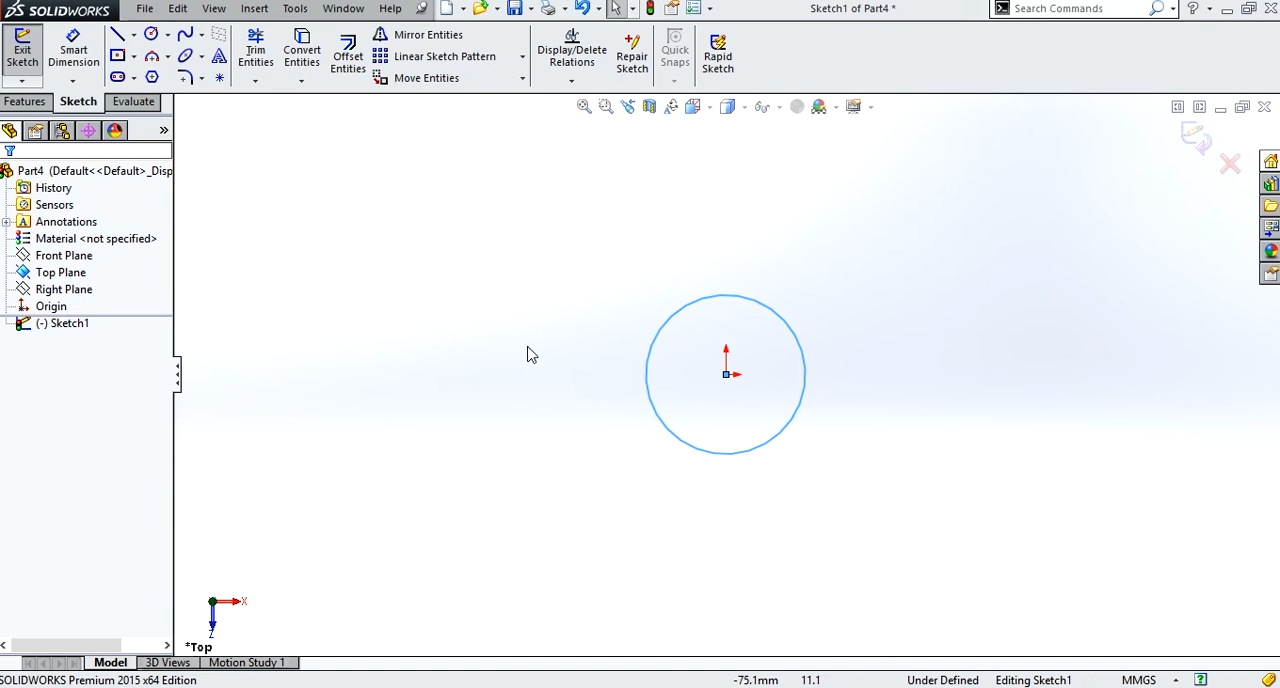 SOLIDWORKS File Edit View Insert Tools Window Help Sketch1 of Part4 * Search Commands
Exit Sketch
Smart Dimension
Trim Entities
Convert Entities
Offset Entities
Mirror Entities
Linear Sketch Pattern
Move Entities
Display/Delete Relations
Repair Sketch
Quick Snaps
Rapid Sketch
Features Sketch Evaluate
Part4 (Default<<Default>_Disp
History
Sensors
Annotations
Material <not specified>
Front Plane
Top Plane
Right Plane
Origin
(-) Sketch1
X
Z
*Top
Model 3D Views Motion Study 1
SOLIDWORKS Premium 2015 x64 Edition -75.1mm 11.1 Under Defined Editing Sketch1 MMGS